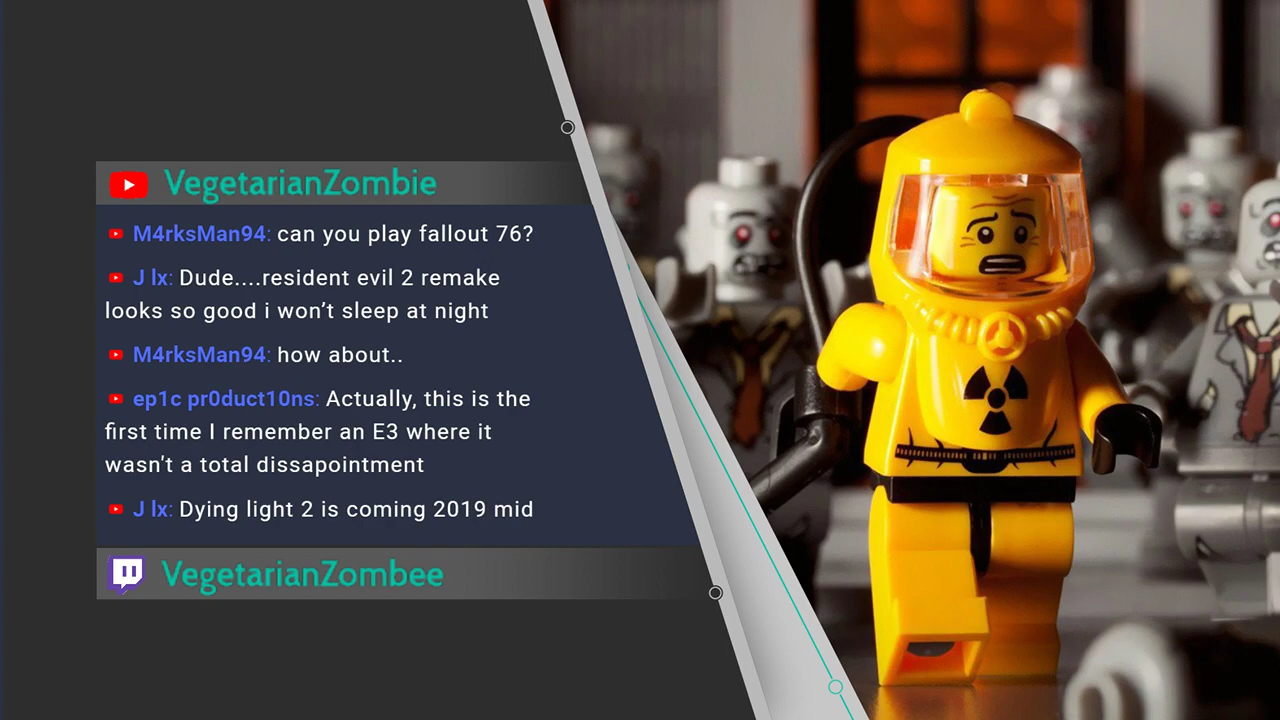 VegetarianZombie
M4rksMan94: can you play fallout 76?
J lx: Dude....resident evil 2 remake
looks so good i won't sleep at night
M4rksMan94: how about..
ep1c pr0duct10ns: Actually, this is the
first time I remember an E3 where it
wasn't a total dissapointment
J lx: Dying light 2 is coming 2019 mid
VegetarianZombee